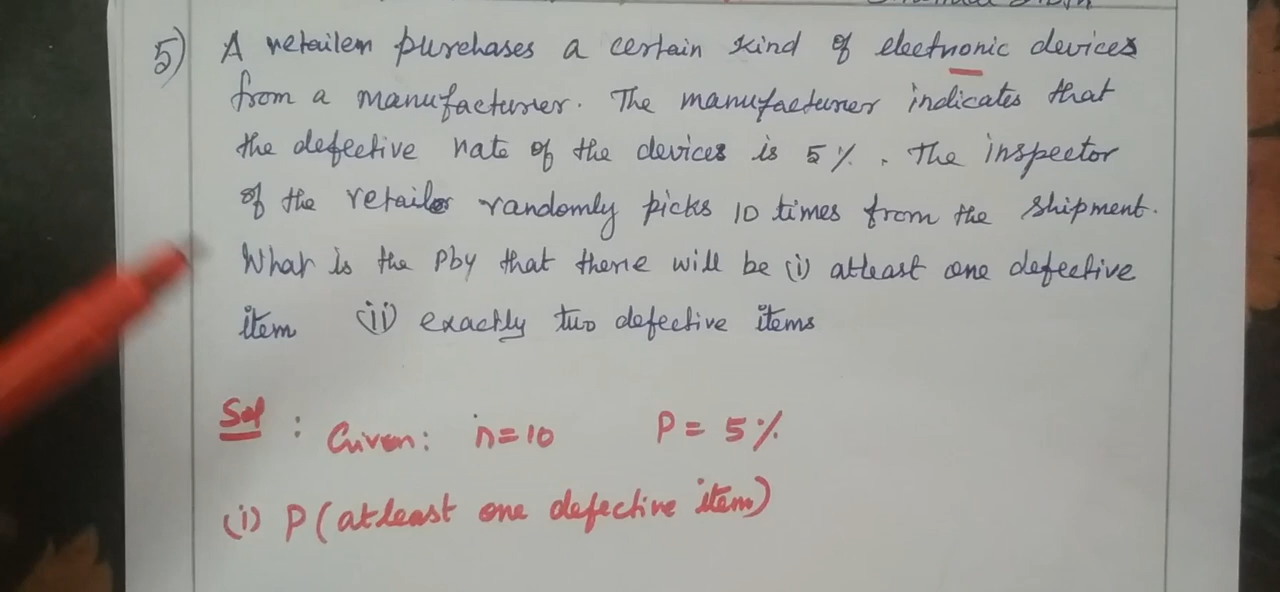 5) A retailer purchases a certain kind of electronic devices
from a manufacturer. The manufacturer indicates that
the defective rate of the devices is 5 %. The inspector
of the retailer randomly picks 10 times from the shipment.
What is the Pby that there will be (i) atleast one defective
item (ii) exactly two defective items
Sol : Given: n=10 P = 5 %
(i) P (atleast one defective item)